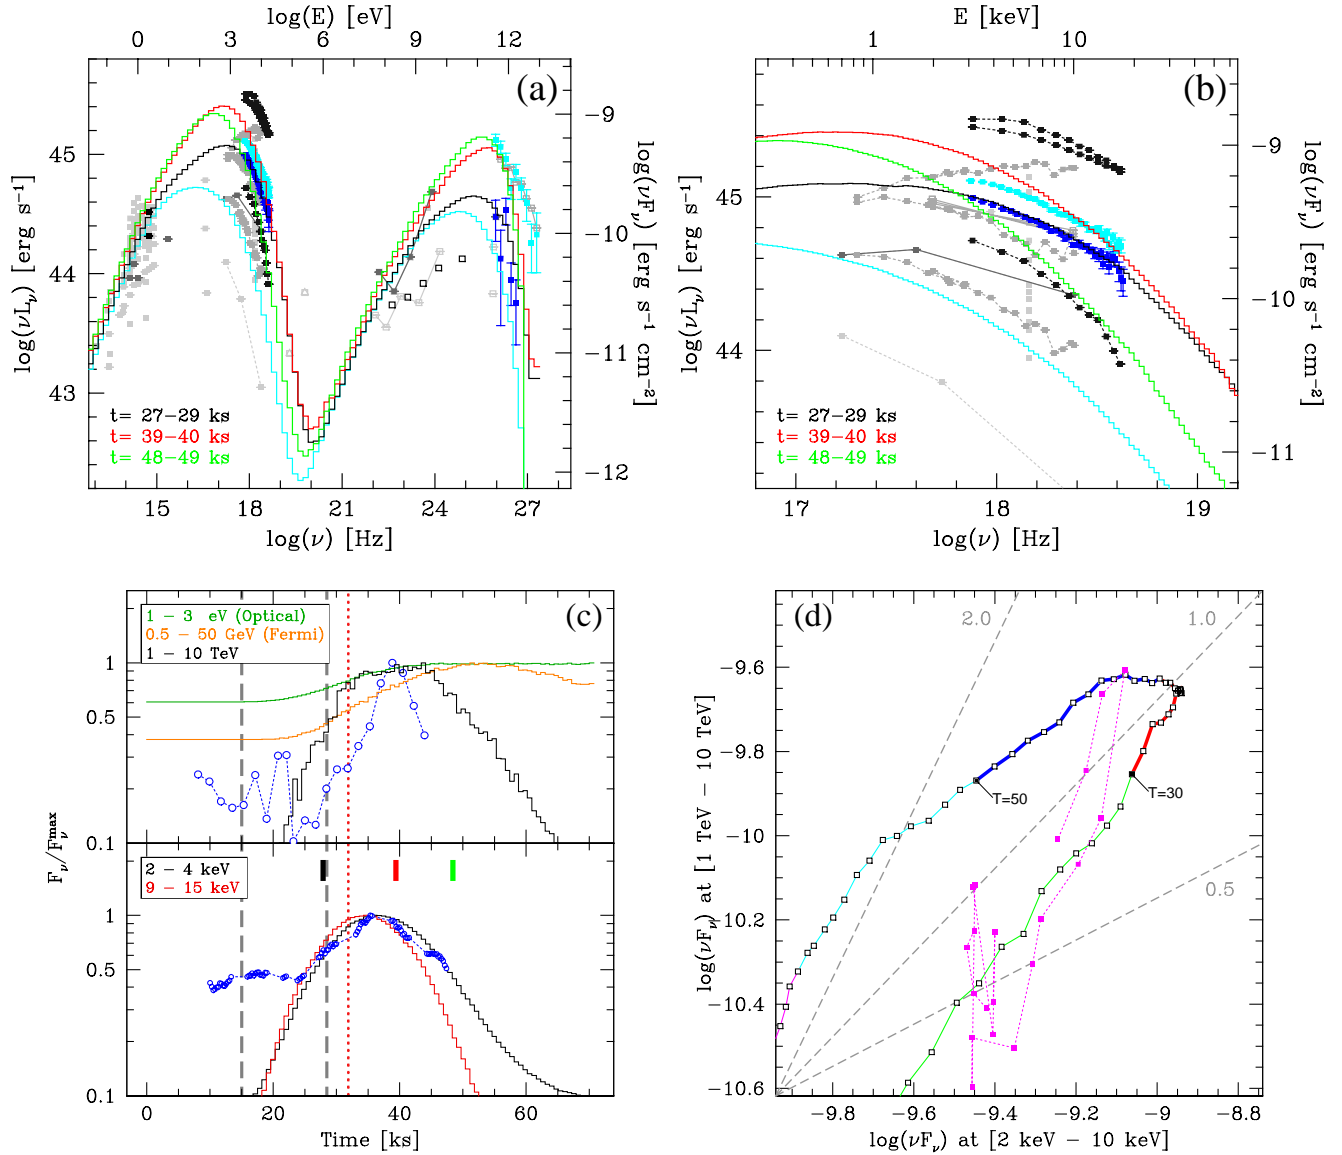 log(E) [eV]
0 3 6 9 12
(a)
log(νL_ν) [erg s⁻¹]
45
44
43
−9
−10
−11
−12
log(νF_ν) [erg s⁻¹ cm⁻²]
t= 27−29 ks
t= 39−40 ks
t= 48−49 ks
15 18 21 24 27
log(ν) [Hz]
E [keV]
1 10
(b)
log(νL_ν) [erg s⁻¹]
45
44
−9
−10
−11
log(νF_ν) [erg s⁻¹ cm⁻²]
t= 27−29 ks
t= 39−40 ks
t= 48−49 ks
17 18 19
log(ν) [Hz]
(c)
1 − 3 eV (Optical)
0.5 − 50 GeV (Fermi)
1 − 10 TeV
1
0.5
0.1
F_ν/F_ν^max
2 − 4 keV
9 − 15 keV
1
0.5
0.1
0 20 40 60
Time [ks]
(d)
2.0
1.0
0.5
T=50
T=30
log(νF_ν) at [1 TeV − 10 TeV]
−9.6
−9.8
−10
−10.2
−10.4
−10.6
−9.8 −9.6 −9.4 −9.2 −9 −8.8
log(νF_ν) at [2 keV − 10 keV]